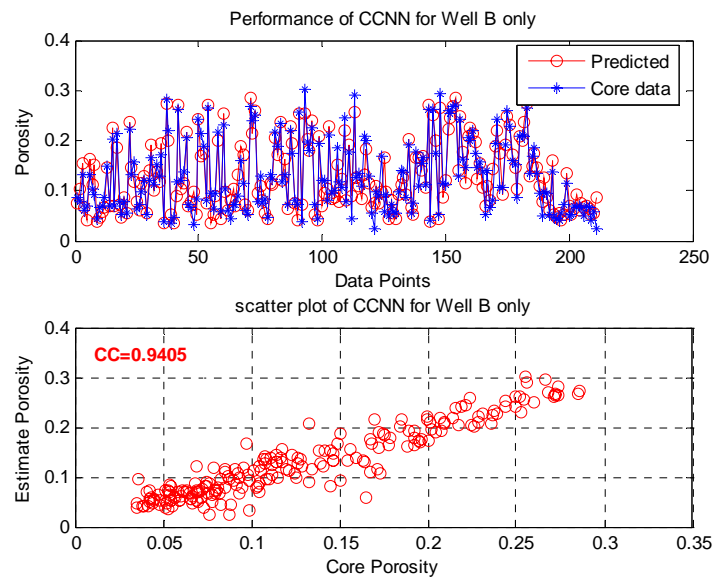 Performance of CCNN for Well B only
0.4
0.3
0.2
0.1
0
Porosity
Predicted
Core data
0 50 100 150 200 250
Data Points
scatter plot of CCNN for Well B only
0.4
0.3
0.2
0.1
0
Estimate Porosity
CC=0.9405
0 0.05 0.1 0.15 0.2 0.25 0.3 0.35
Core Porosity